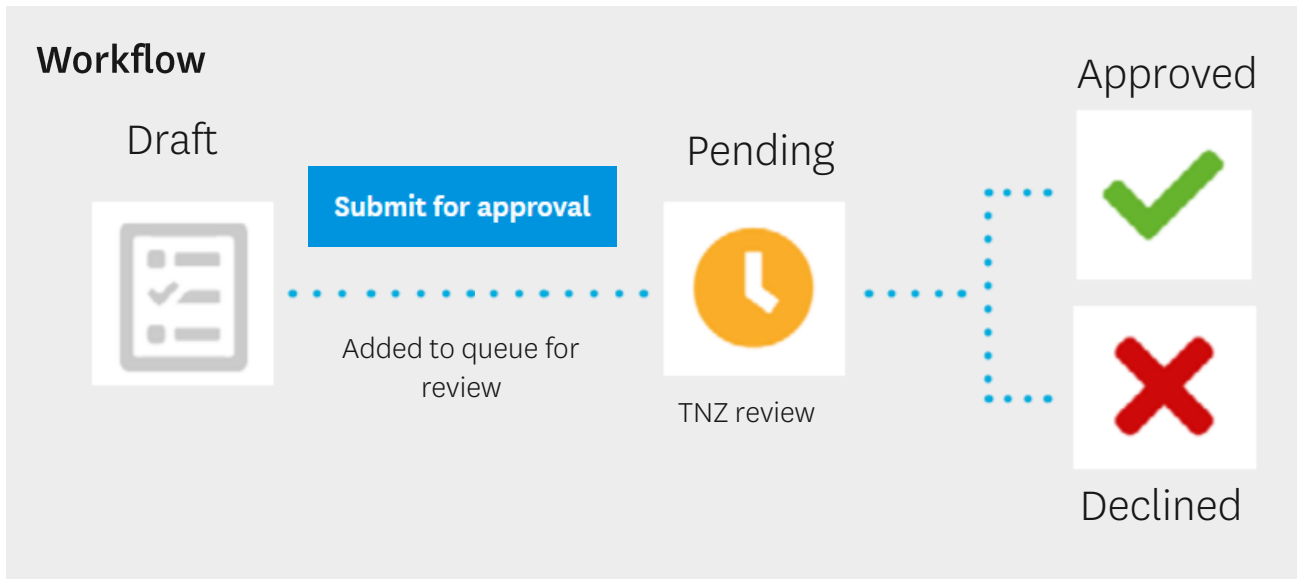 Workflow
Draft
Submit for approval
Added to queue for
review
Pending
TNZ review
Approved
Declined